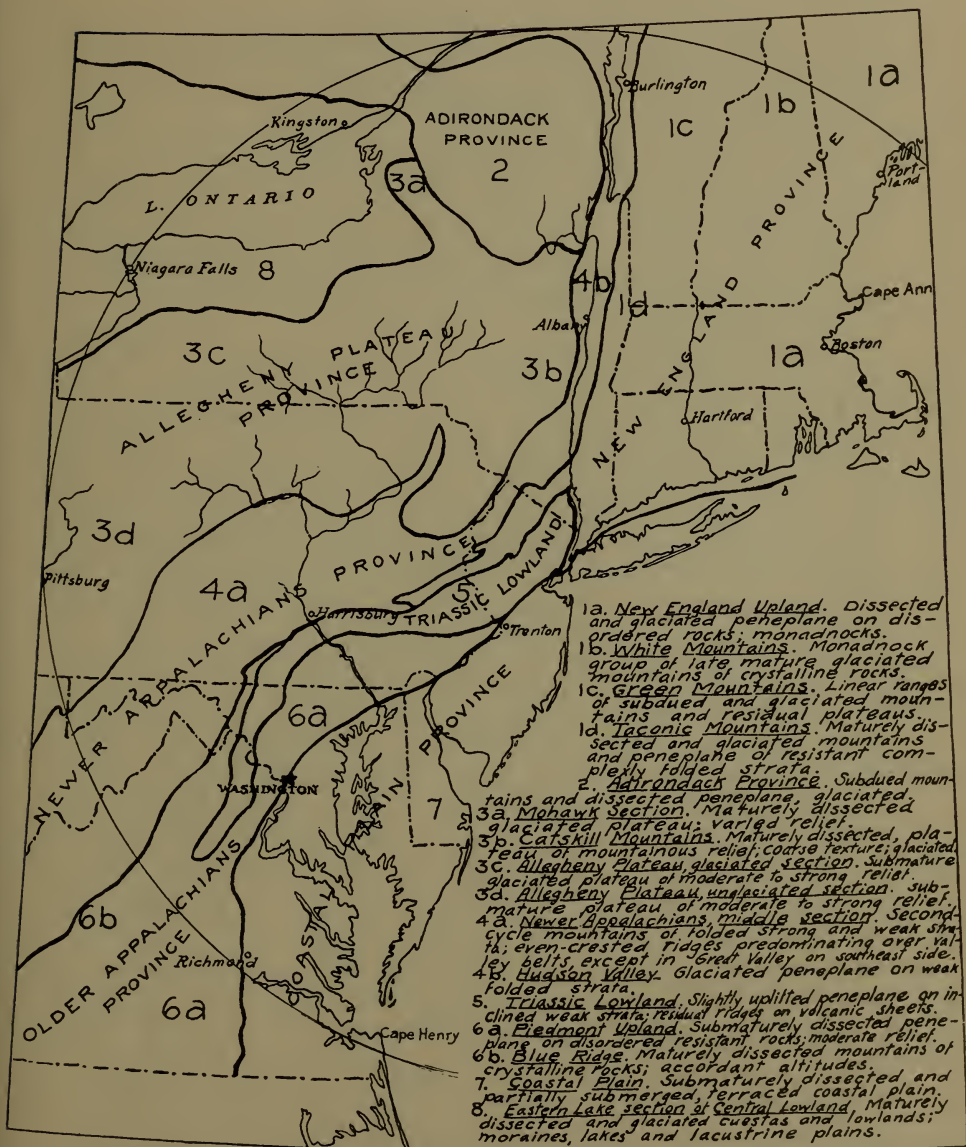 1a
Burlington
1b
1c
ADIRONDACK
PROVINCE
2
Kingston
3a
Port-
land
L. ONTARIO
Niagara Falls
8
4b
1d
Cape Ann
Albany
Boston
3c
3b
1a
ALLEGHENY PLATEAU
PROVINCE
NEW ENGLAND PROVINCE
Hartford
3d
Pittsburg
4a
NEWER APPALACHIANS PROVINCE
Harrisburg
TRIASSIC LOWLAND
5
Trenton
6a
WASHINGTON
COASTAL PLAIN PROVINCE
7
6b
OLDER APPALACHIANS
PROVINCE
Richmond
6a
Cape Henry
1a. New England Upland. Dissected
and glaciated peneplane on dis-
ordered rocks; monadnocks.
1b. White Mountains. Monadnock
group of late mature glaciated
mountains of crystalline rocks.
1c. Green Mountains. Linear ranges
of subdued and glaciated moun-
tains and residual plateaus.
1d. Taconic Mountains. Maturely dis-
sected and glaciated mountains
and peneplane of resistant com-
plexly folded strata.
2. Adirondack Province. Subdued moun-
tains and dissected peneplane, glaciated.
3a. Mohawk Section. Maturely dissected
glaciated plateau; varied relief.
3b. Catskill Mountains. Maturely dissected, pla-
teau of mountainous relief; coarse texture; glaciated.
3c. Allegheny Plateau, glaciated section. Submature
glaciated plateau of moderate to strong relief.
3d. Allegheny Plateau, unglaciated section. Sub-
mature plateau of moderate to strong relief.
4a. Newer Appalachians, middle section. Second-
cycle mountains of folded strong and weak stra-
ta; even-crested ridges predominating over val-
ley belts, except in Great Valley on southeast side.
4b. Hudson Valley. Glaciated peneplane on weak
folded strata.
5. Triassic Lowland. Slightly uplifted peneplane on in-
clined weak strata; residual ridges on volcanic sheets.
6a. Piedmont Upland. Submaturely dissected pene-
plane on disordered resistant rocks; moderate relief.
6b. Blue Ridge. Maturely dissected mountains of
crystalline rocks; accordant altitudes.
7. Coastal Plain. Submaturely dissected and
partially submerged, terraced coastal plain.
8. Eastern Lake section of Central Lowland, Maturely
dissected and glaciated cuestas and lowlands;
moraines, lakes and lacustrine plains.